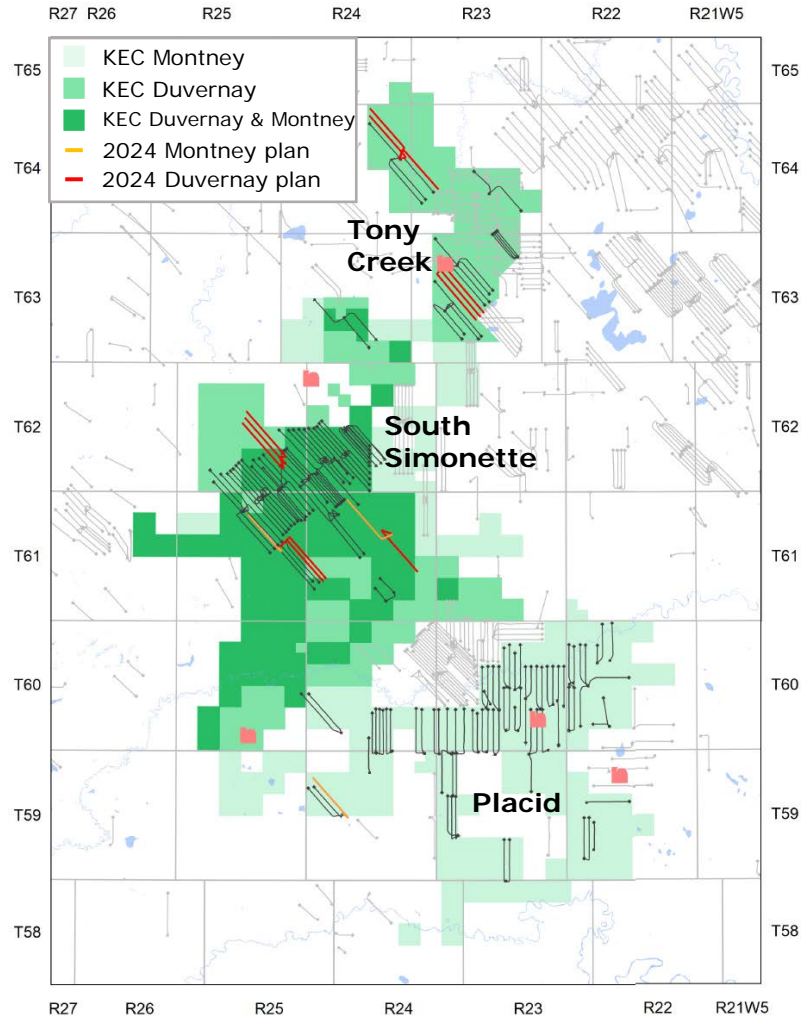 R27 R26 R25 R24 R23 R22 R21W5
KEC Montney
KEC Duvernay
KEC Duvernay & Montney
2024 Montney plan
2024 Duvernay plan
T65 T65
T64 T64
Tony
Creek
T63 T63
South
Simonette
T62 T62
T61 T61
T60 T60
Placid
T59 T59
T58 T58
R27 R26 R25 R24 R23 R22 R21W5